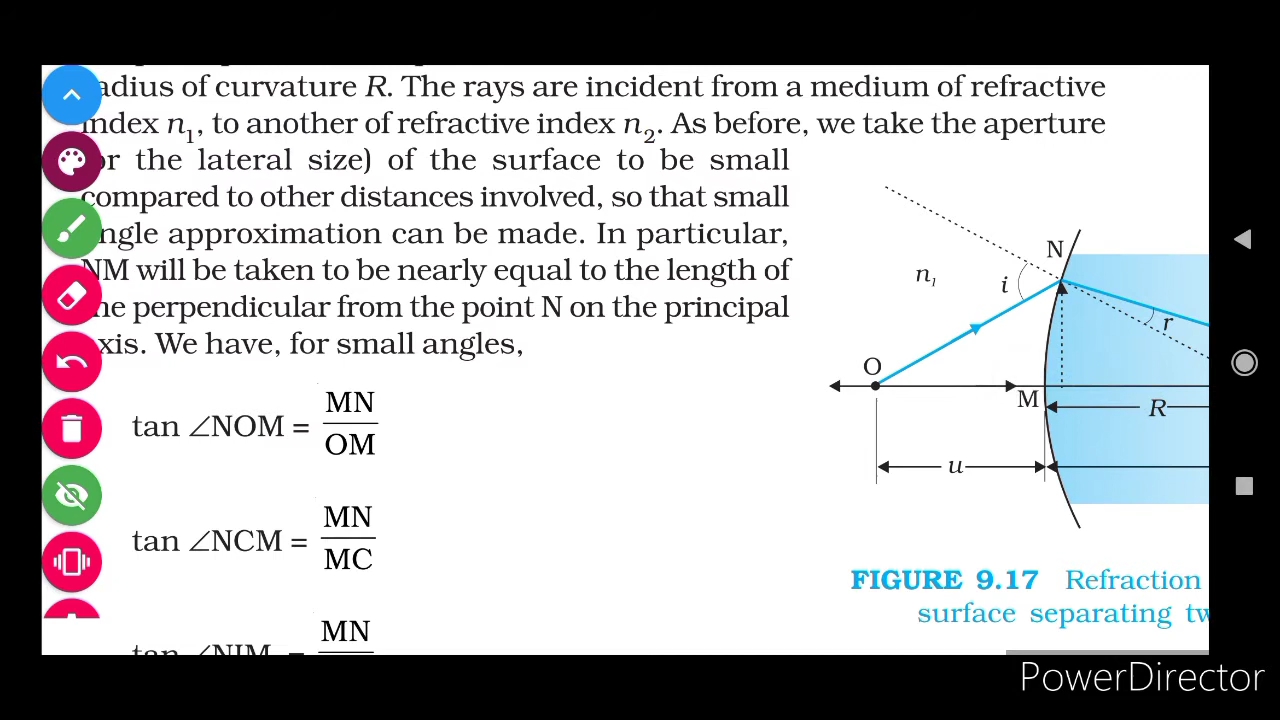 adius of curvature R. The rays are incident from a medium of refractive
index n₁, to another of refractive index n₂. As before, we take the aperture
or the lateral size) of the surface to be small
compared to other distances involved, so that small
ngle approximation can be made. In particular,
NM will be taken to be nearly equal to the length of
he perpendicular from the point N on the principal
xis. We have, for small angles,
tan ∠NOM = MN
OM
tan ∠NCM = MN
MC
tan ∠NIM = MN
N
n₁
i
r
O
M
R
u
FIGURE 9.17 Refraction
surface separating tw
PowerDirector